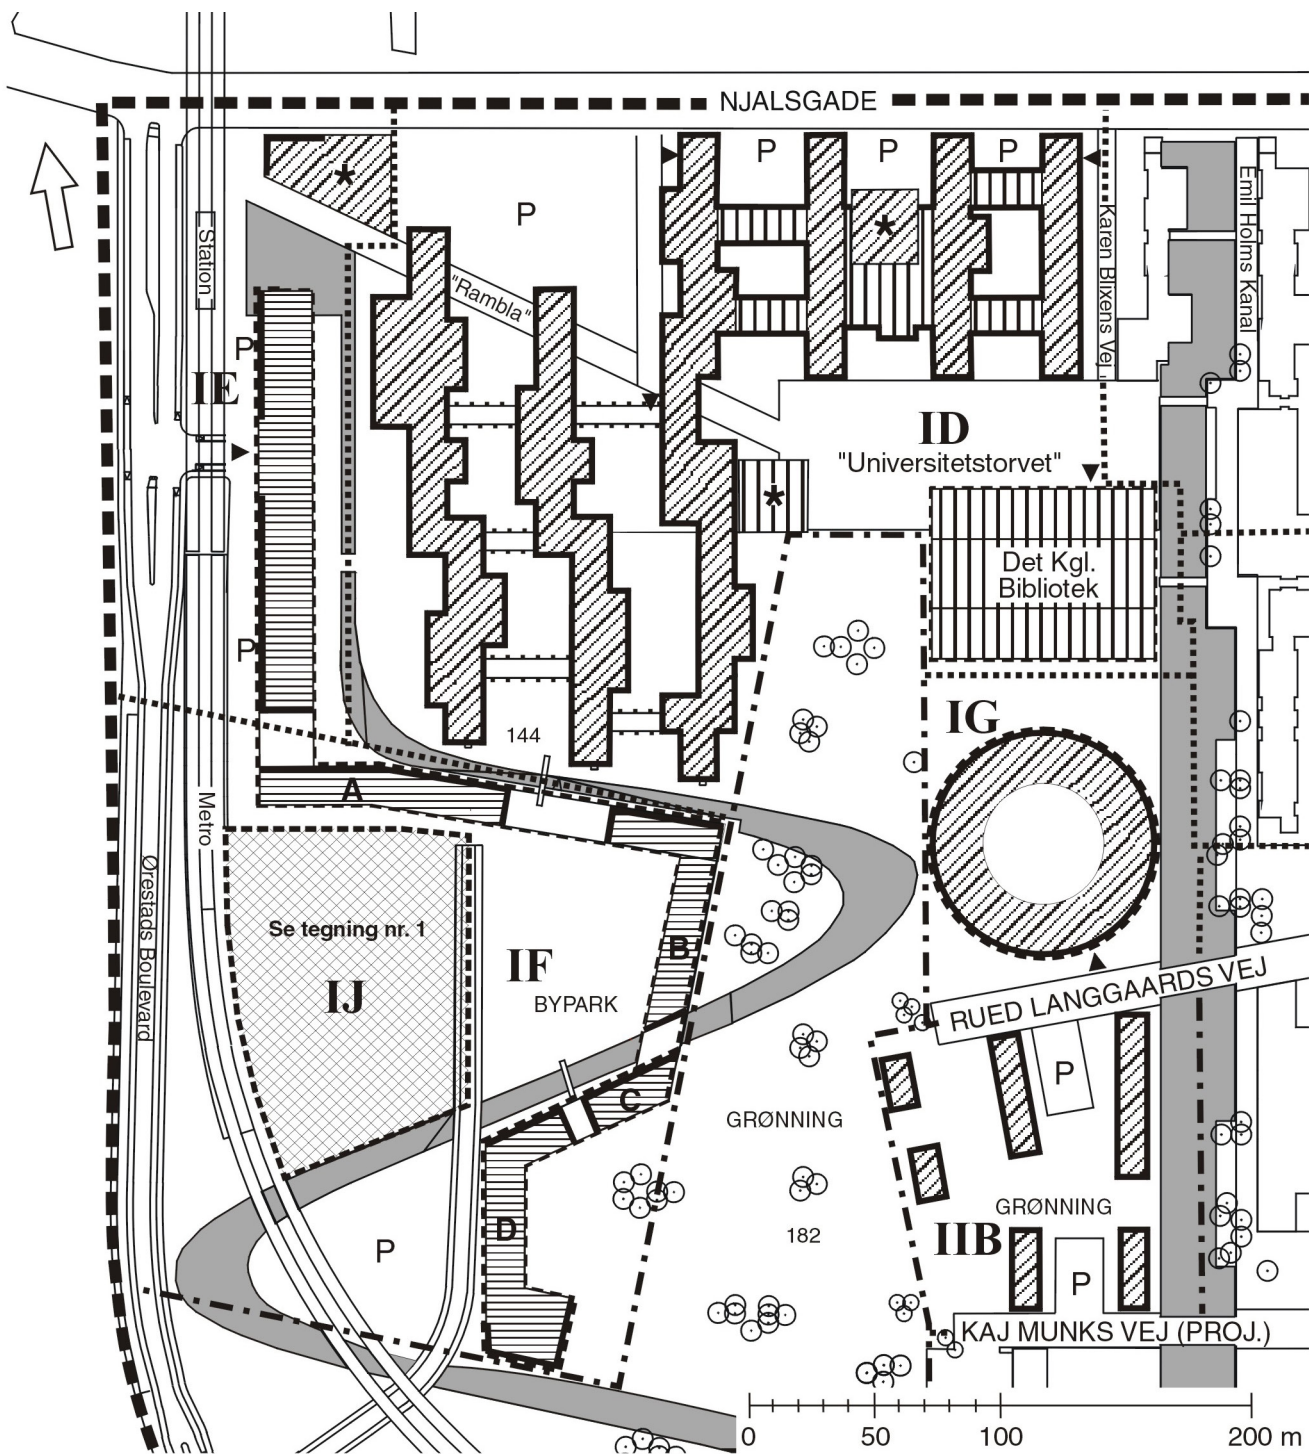 NJALSGADE
P
P
P
P
Station
Karen Blixens Vej
Emil Holms Kanal
"Rambla"
P
IE
ID
"Universitetstorvet"
Det Kgl.
Bibliotek
P
IG
144
A
Metro
Ørestads Boulevard
Se tegning nr. 1
IJ
IF
BYPARK
B
RUED LANGGAARDS VEJ
P
C
GRØNNING
GRØNNING
D
182
IIB
P
P
KAJ MUNKS VEJ (PROJ.)
0 50 100 200 m